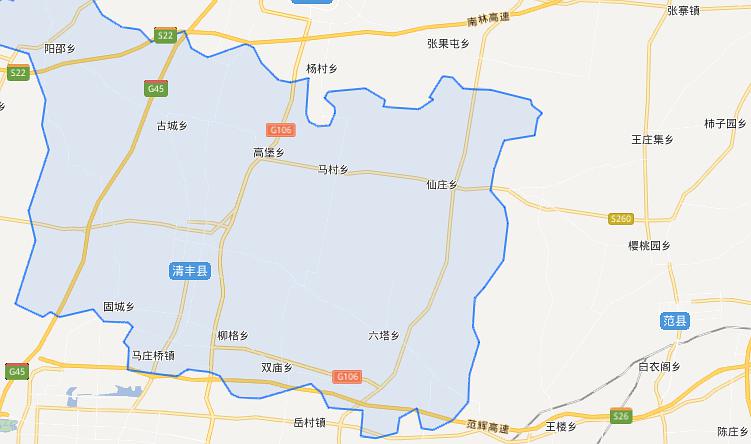 南林高速
张寨镇
S22
阳邵乡
张果屯乡
S22
杨村乡
G45
柿子园乡
古城乡
G106
王庄集乡
高堡乡
马村乡
仙庄乡
S260
樱桃园乡
清丰县
固城乡
范县
柳格乡
六塔乡
马庄桥镇
双庙乡
白衣阁乡
G45
G106
S26
岳村镇
范辉高速
王楼乡
陈庄乡
乡